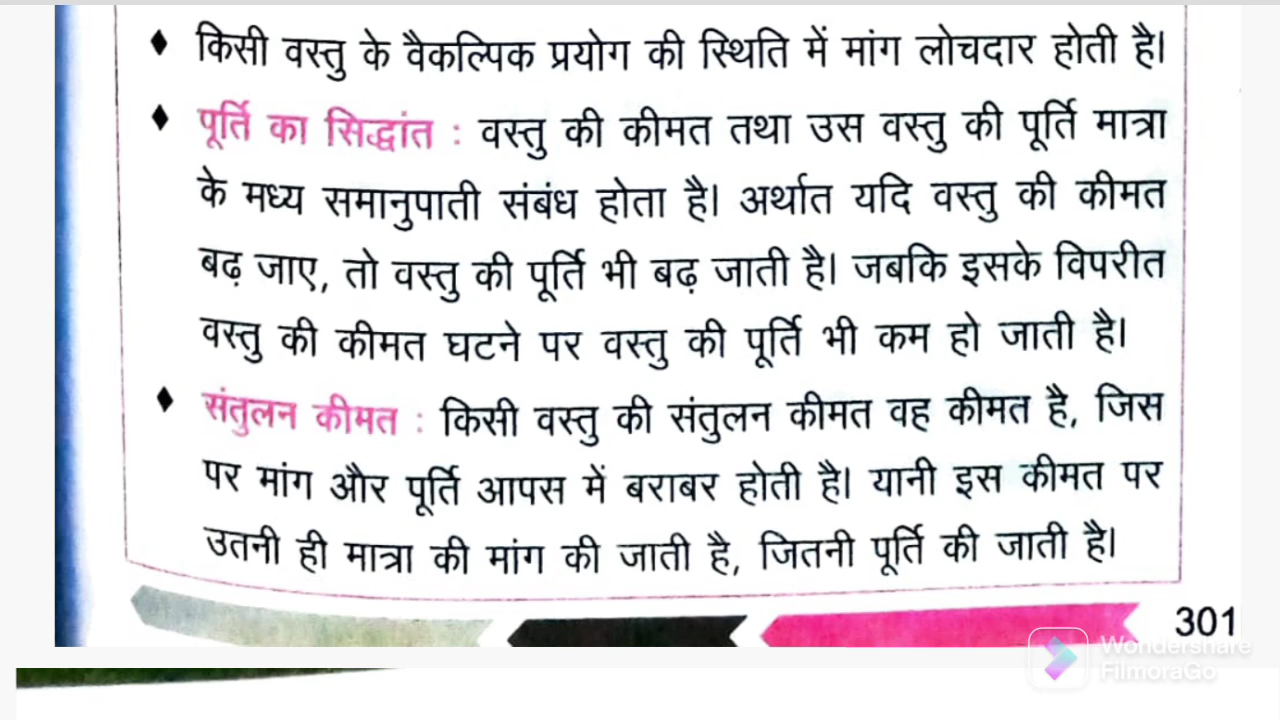 ♦ किसी वस्तु के वैकल्पिक प्रयोग की स्थिति में मांग लोचदार होती है।
♦ पूर्ति का सिद्धांत : वस्तु की कीमत तथा उस वस्तु की पूर्ति मात्रा
के मध्य समानुपाती संबंध होता है। अर्थात यदि वस्तु की कीमत
बढ़ जाए, तो वस्तु की पूर्ति भी बढ़ जाती है। जबकि इसके विपरीत
वस्तु की कीमत घटने पर वस्तु की पूर्ति भी कम हो जाती है।
♦ संतुलन कीमत : किसी वस्तु की संतुलन कीमत वह कीमत है, जिस
पर मांग और पूर्ति आपस में बराबर होती है। यानी इस कीमत पर
उतनी ही मात्रा की मांग की जाती है, जितनी पूर्ति की जाती है।
301
Wondershare
FilmoraGo